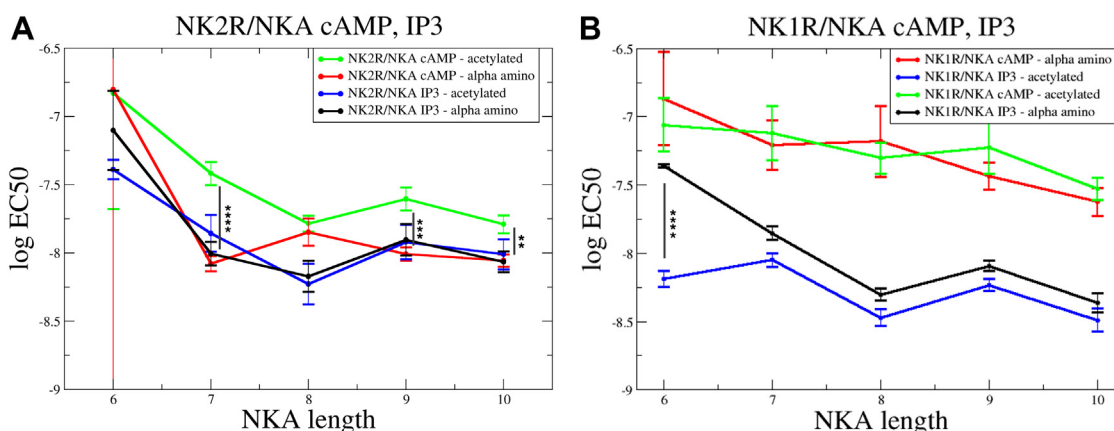 A
NK2R/NKA cAMP, IP3
-6.5
-7
-7.5
-8
-8.5
-9
log EC50
NK2R/NKA cAMP - acetylated
NK2R/NKA cAMP - alpha amino
NK2R/NKA IP3 - acetylated
NK2R/NKA IP3 - alpha amino
****
***
**
6 7 8 9 10
NKA length
B
NK1R/NKA cAMP, IP3
-6.5
-7
-7.5
-8
-8.5
-9
log EC50
NK1R/NKA cAMP - alpha amino
NK1R/NKA IP3 - acetylated
NK1R/NKA cAMP - acetylated
NK1R/NKA IP3 - alpha amino
****
6 7 8 9 10
NKA length